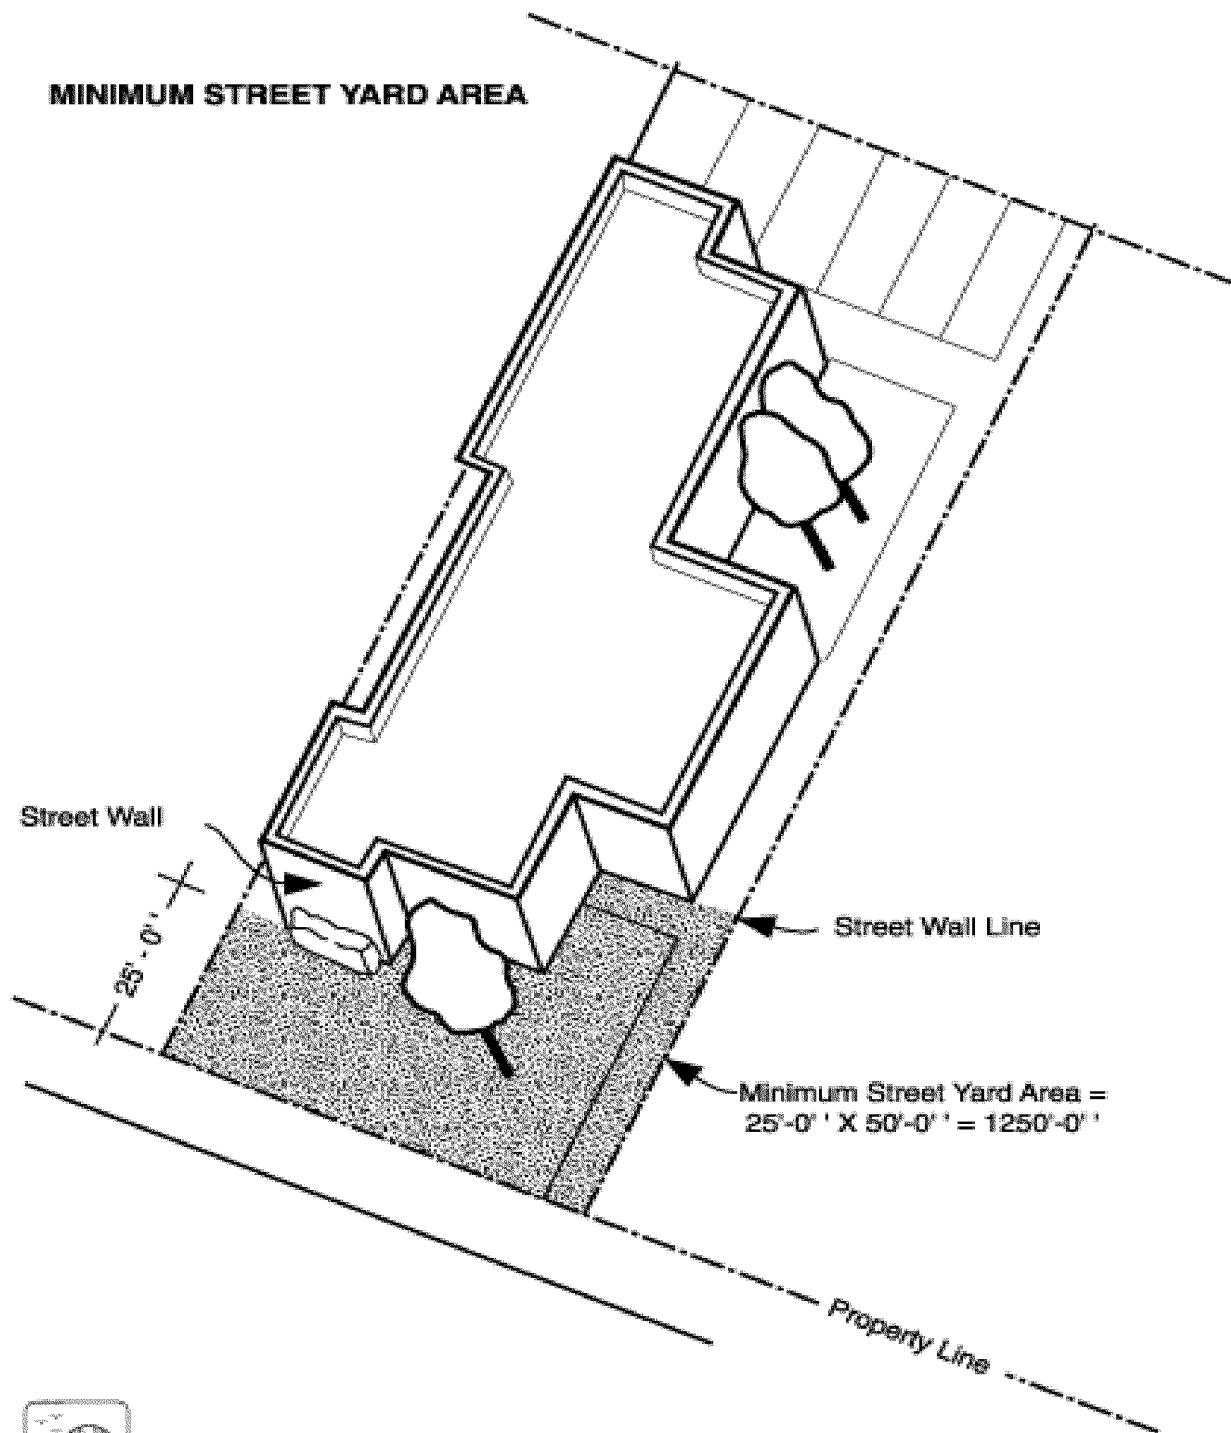 MINIMUM STREET YARD AREA
Street Wall
25'-0''
Street Wall Line
Minimum Street Yard Area =
25'-0'' X 50'-0'' = 1250'-0''
Property Line